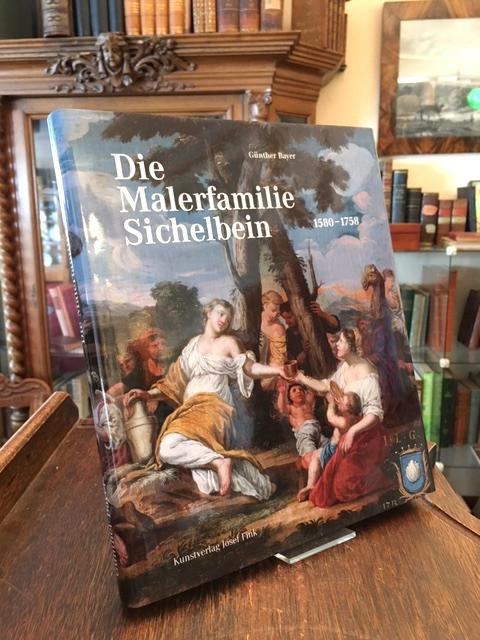 Günther Bayer
Die
Malerfamilie
Sichelbein
1580–1758
I. L. G.
Kunstverlag Josef Fink